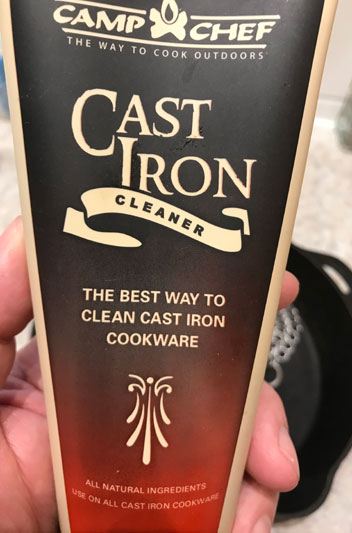 CAMP CHEF
THE WAY TO COOK OUTDOORS
CAST
IRON
CLEANER
THE BEST WAY TO
CLEAN CAST IRON
COOKWARE
ALL NATURAL INGREDIENTS
USE ON ALL CAST IRON COOKWARE